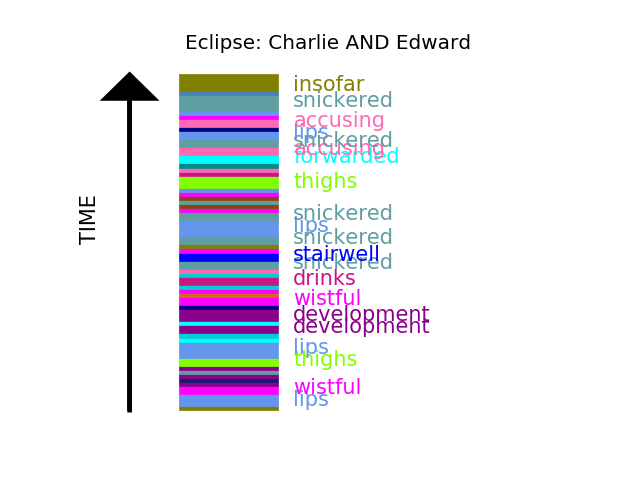 Eclipse: Charlie AND Edward
insofar
snickered
accusing
lips
snickered
accusing
forwarded
thighs
snickered
lips
snickered
stairwell
snickered
drinks
wistful
development
development
lips
thighs
wistful
lips
TIME